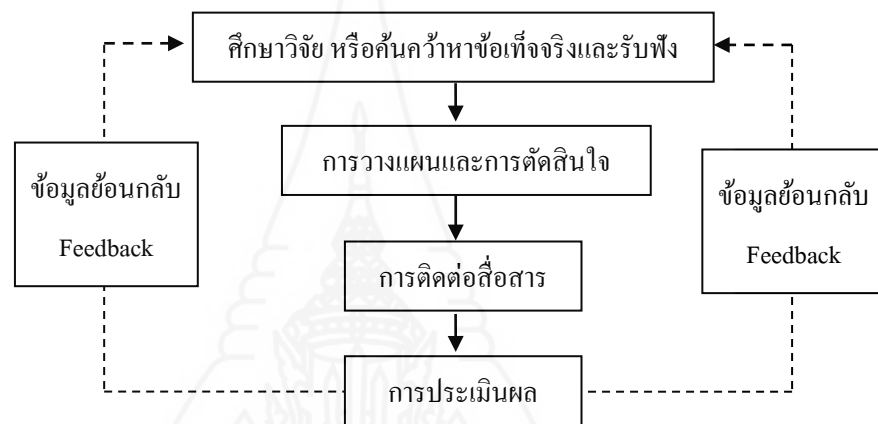 ศึกษาวิจัย หรือค้นคว้าหาข้อเท็จจริงและรับฟัง
การวางแผนและการตัดสินใจ
ข้อมูลย้อนกลับ
Feedback
ข้อมูลย้อนกลับ
Feedback
การติดต่อสื่อสาร
การประเมินผล